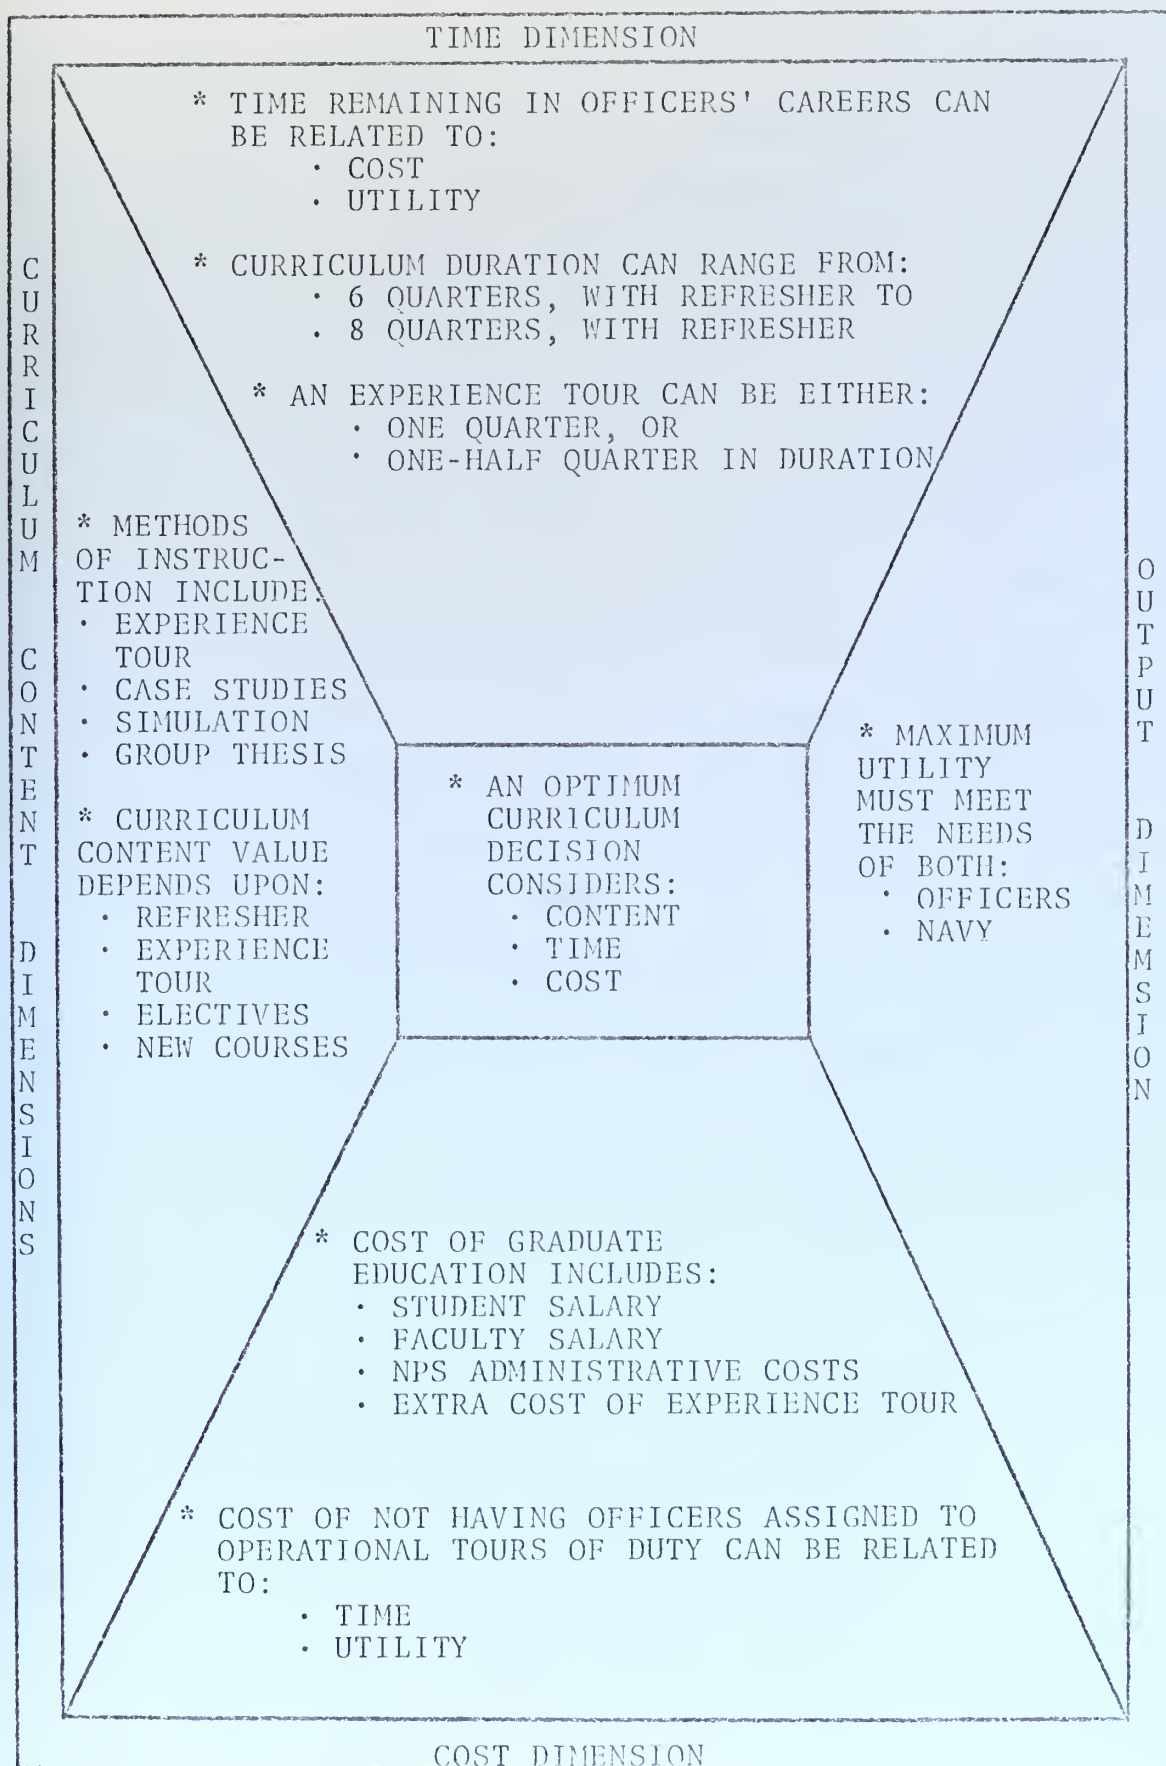 TIME DIMENSION
* TIME REMAINING IN OFFICERS' CAREERS CAN
BE RELATED TO:
· COST
· UTILITY
* CURRICULUM DURATION CAN RANGE FROM:
· 6 QUARTERS, WITH REFRESHER TO
. 8 QUARTERS, WITH REFRESHER
* AN EXPERIENCE TOUR CAN BE EITHER:
· ONE QUARTER, OR
· ONE-HALF QUARTER IN DURATION
CURRICULUM CONTENT DIMENSIONS
* METHODS
OF INSTRUC-
TION INCLUDE:
· EXPERIENCE
TOUR
· CASE STUDIES
· SIMULATION
· GROUP THESIS
* CURRICULUM
CONTENT VALUE
DEPENDS UPON:
· REFRESHER
· EXPERIENCE
TOUR
· ELECTIVES
· NEW COURSES
* AN OPTIMUM
CURRICULUM
DECISION
CONSIDERS:
· CONTENT
· TIME
· COST
* MAXIMUM
UTILITY
MUST MEET
THE NEEDS
OF BOTH:
· OFFICERS
· NAVY
OUTPUT DIMEMSION
* COST OF GRADUATE
EDUCATION INCLUDES:
· STUDENT SALARY
· FACULTY SALARY
· NPS ADMINISTRATIVE COSTS
· EXTRA COST OF EXPERIENCE TOUR
* COST OF NOT HAVING OFFICERS ASSIGNED TO
OPERATIONAL TOURS OF DUTY CAN BE RELATED
TO:
· TIME
· UTILITY
COST DIMENSION